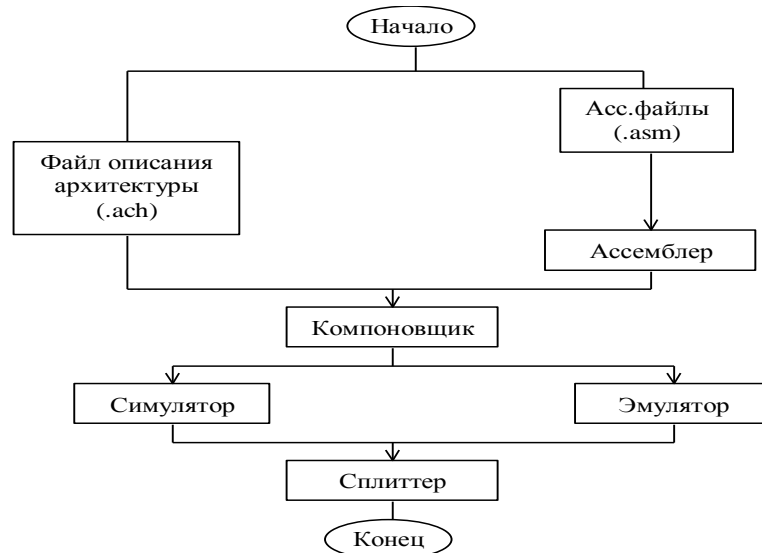 Начало
Асс.файлы
(.asm)
Файл описания
архитектуры
(.ach)
Ассемблер
Компоновщик
Симулятор
Эмулятор
Сплиттер
Конец